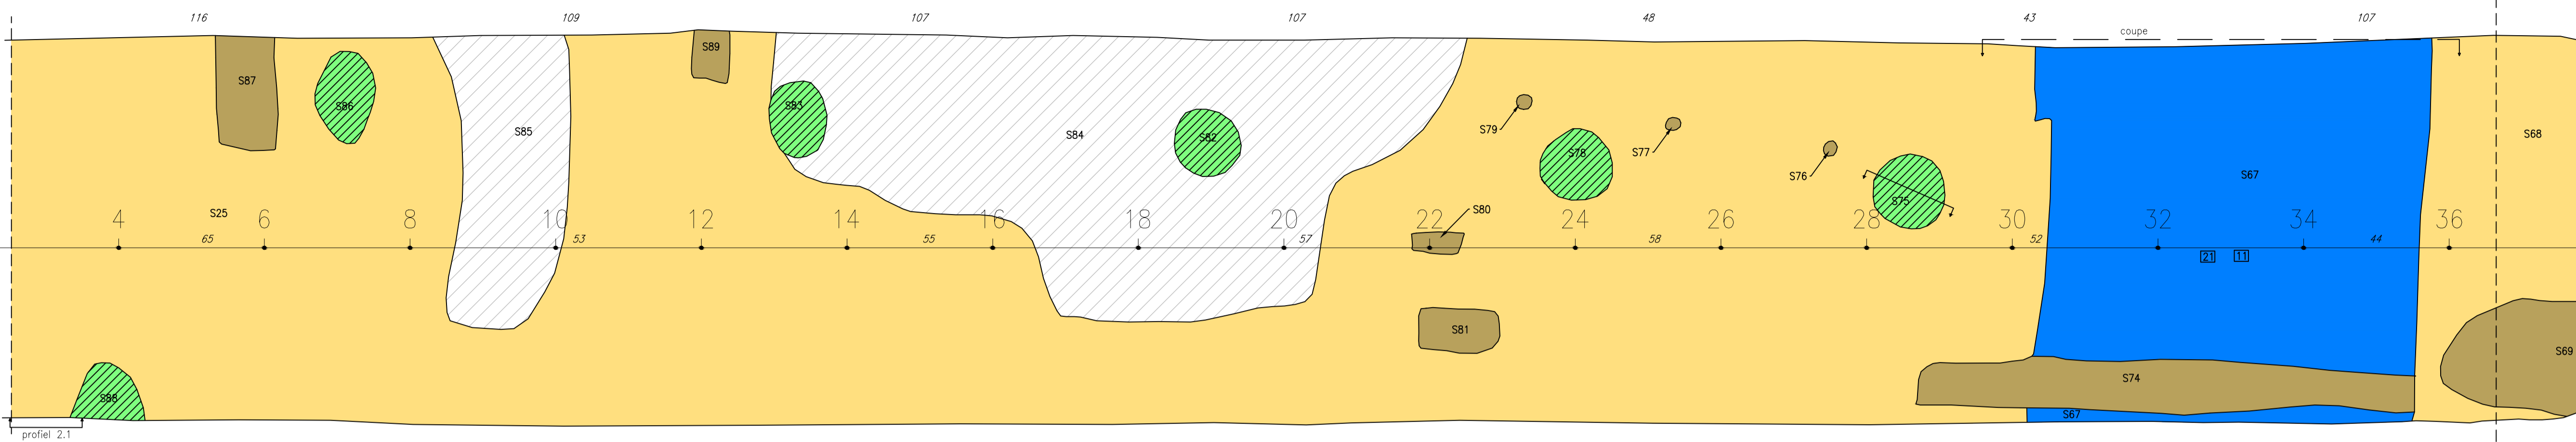 116 109 107 107 48 43 107
coupe
S89
S87
S86
S83
S79
S77
S85
S84
S82
S68
S78
S76
S67
S75
S25
S80
4 6 8 10 12 14 16 18 20 22 24 26 28 30 32 34 36
65 53 55 57 58 52 44
21 11
S81
S69
S74
S88
S67
profiel 2.1